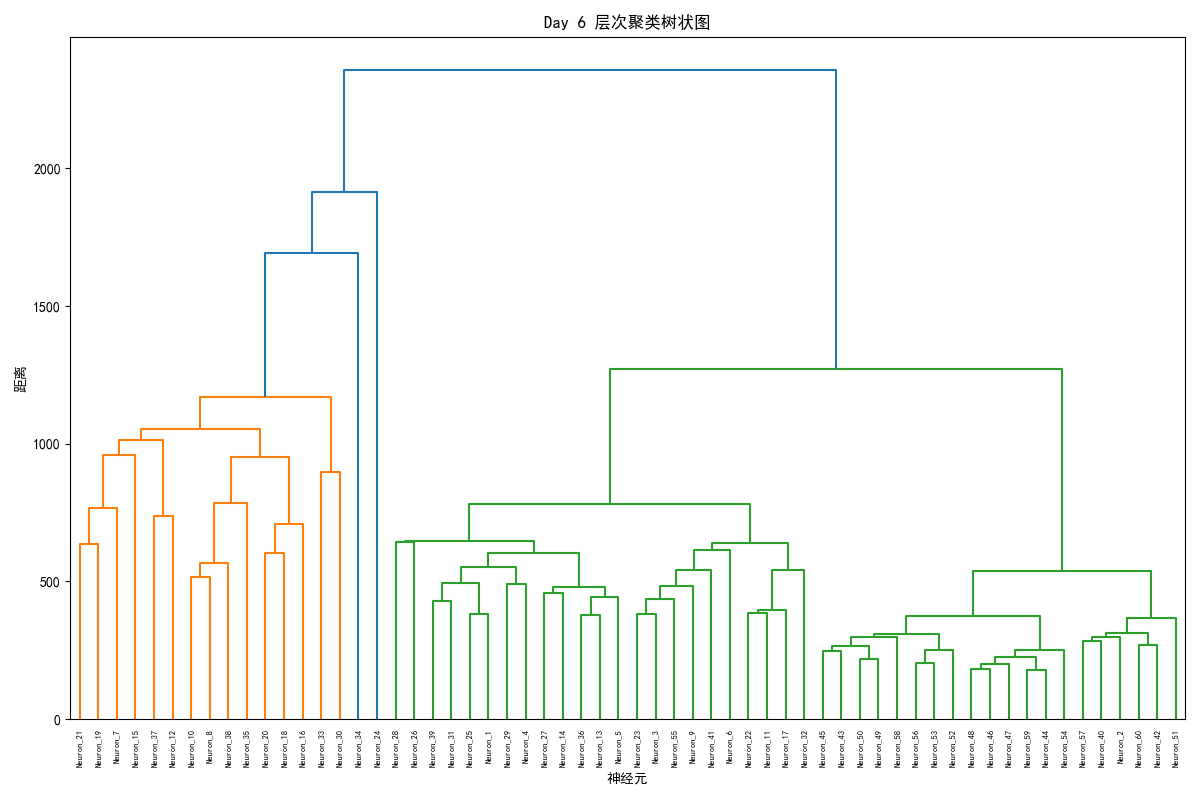 Day 6 层次聚类树状图
2000
1500
1000
500
0
距离
Neuron_21
Neuron_19
Neuron_7
Neuron_15
Neuron_37
Neuron_12
Neuron_10
Neuron_8
Neuron_38
Neuron_35
Neuron_20
Neuron_18
Neuron_16
Neuron_33
Neuron_30
Neuron_34
Neuron_24
Neuron_28
Neuron_26
Neuron_39
Neuron_31
Neuron_25
Neuron_1
Neuron_29
Neuron_4
Neuron_27
Neuron_14
Neuron_36
Neuron_13
Neuron_5
Neuron_23
Neuron_3
Neuron_55
Neuron_9
Neuron_41
Neuron_6
Neuron_22
Neuron_11
Neuron_17
Neuron_32
Neuron_45
Neuron_43
Neuron_50
Neuron_49
Neuron_58
Neuron_56
Neuron_53
Neuron_52
Neuron_48
Neuron_46
Neuron_47
Neuron_59
Neuron_44
Neuron_54
Neuron_57
Neuron_40
Neuron_2
Neuron_60
Neuron_42
Neuron_51
神经元